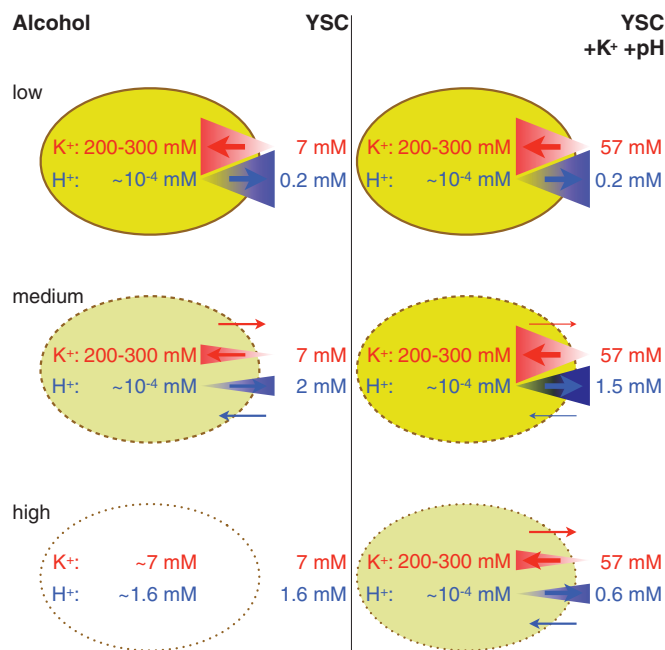 Alcohol YSC YSC
+K⁺ +pH
low
K⁺: 200-300 mM 7 mM K⁺: 200-300 mM 57 mM
H⁺: ~10⁻⁴ mM 0.2 mM H⁺: ~10⁻⁴ mM 0.2 mM
medium
K⁺: 200-300 mM 7 mM K⁺: 200-300 mM 57 mM
H⁺: ~10⁻⁴ mM 2 mM H⁺: ~10⁻⁴ mM 1.5 mM
high
K⁺: ~7 mM 7 mM K⁺: 200-300 mM 57 mM
H⁺: ~1.6 mM 1.6 mM H⁺: ~10⁻⁴ mM 0.6 mM